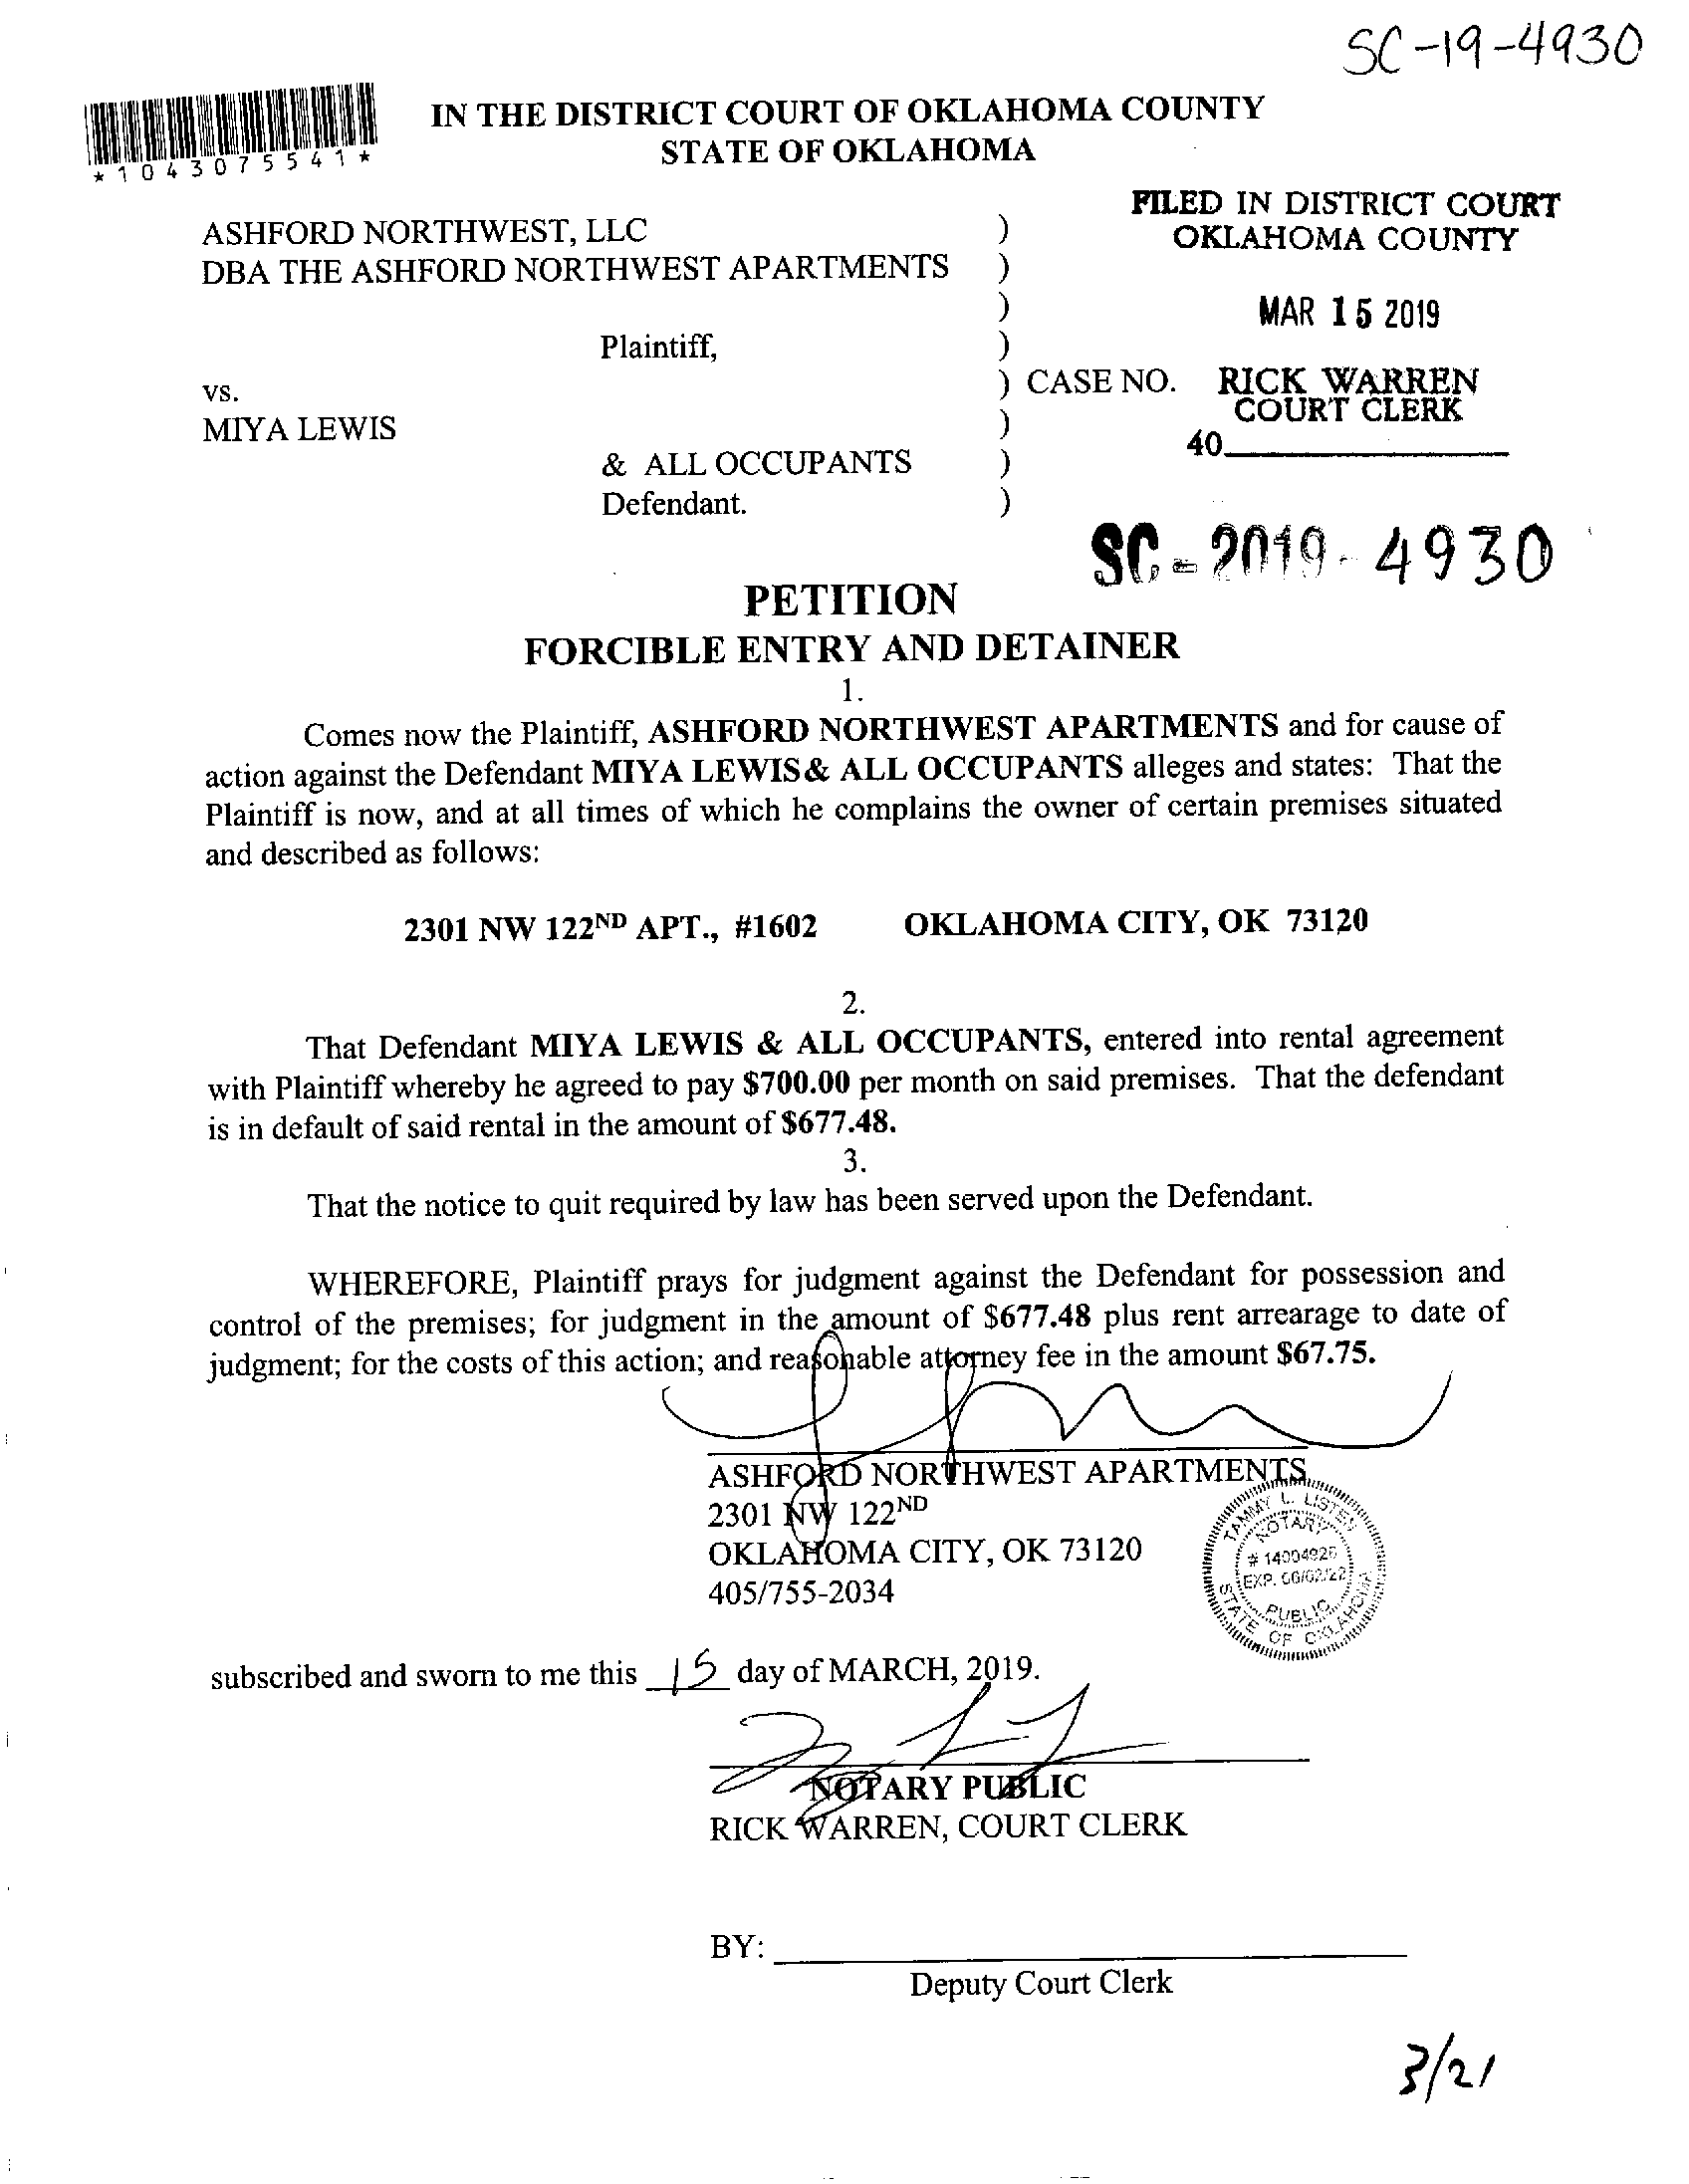 SC-19-4930
*1043075541*
IN THE DISTRICT COURT OF OKLAHOMA COUNTY
STATE OF OKLAHOMA
FILED IN DISTRICT COURT
OKLAHOMA COUNTY
MAR 15 2019
RICK WARREN
COURT CLERK
40
ASHFORD NORTHWEST, LLC )
DBA THE ASHFORD NORTHWEST APARTMENTS )
)
Plaintiff, )
vs. ) CASE NO.
MIYA LEWIS )
& ALL OCCUPANTS )
Defendant. )
SC-2019-4930
PETITION
FORCIBLE ENTRY AND DETAINER
1.
Comes now the Plaintiff, ASHFORD NORTHWEST APARTMENTS and for cause of
action against the Defendant MIYA LEWIS& ALL OCCUPANTS alleges and states: That the
Plaintiff is now, and at all times of which he complains the owner of certain premises situated
and described as follows:
2301 NW 122ND APT., #1602 OKLAHOMA CITY, OK 73120
2.
That Defendant MIYA LEWIS & ALL OCCUPANTS, entered into rental agreement
with Plaintiff whereby he agreed to pay $700.00 per month on said premises. That the defendant
is in default of said rental in the amount of $677.48.
3.
That the notice to quit required by law has been served upon the Defendant.
WHEREFORE, Plaintiff prays for judgment against the Defendant for possession and
control of the premises; for judgment in the amount of $677.48 plus rent arrearage to date of
judgment; for the costs of this action; and reasonable attorney fee in the amount $67.75.
ASHFORD NORTHWEST APARTMENTS
2301 NW 122ND
OKLAHOMA CITY, OK 73120
405/755-2034
TAMMY L. LISTEN
NOTARY
# 14004926
EXP. 06/02/22
PUBLIC
STATE OF OKLAHOMA
subscribed and sworn to me this 15 day of MARCH, 2019.
NOTARY PUBLIC
RICK WARREN, COURT CLERK
BY:
Deputy Court Clerk
3/21